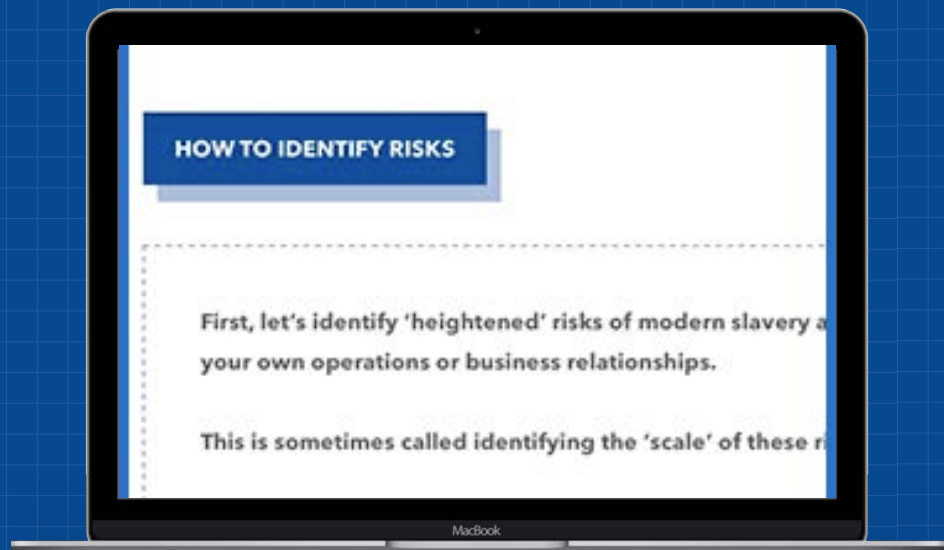 HOW TO IDENTIFY RISKS
First, let's identify 'heightened' risks of modern slavery
your own operations or business relationships.
This is sometimes called identifying the 'scale' of these
MacBook